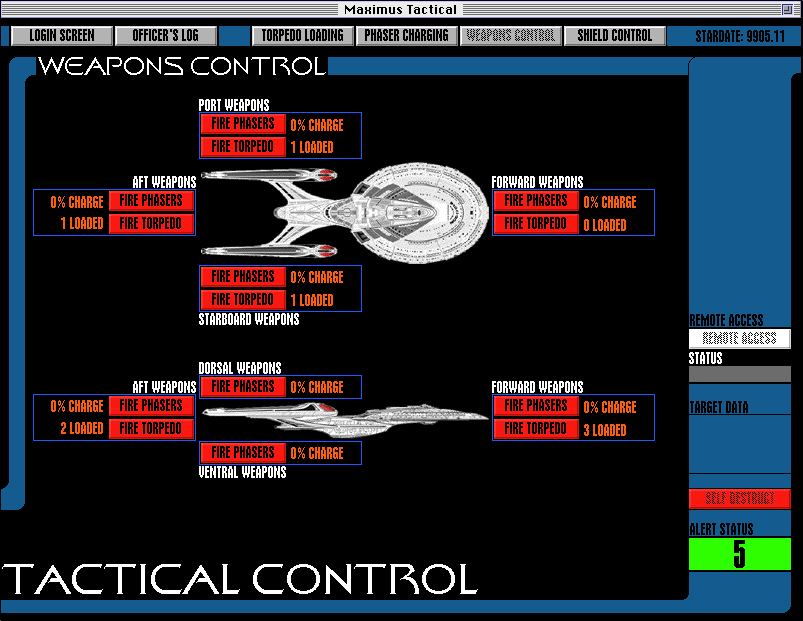 Maximus Tactical
LOGIN SCREEN
OFFICER'S LOG
TORPEDO LOADING
PHASER CHARGING
WEAPONS CONTROL
SHIELD CONTROL
STARDATE: 9905.11
WEAPONS CONTROL
PORT WEAPONS
FIRE PHASERS 0% CHARGE
FIRE TORPEDO 1 LOADED
AFT WEAPONS
0% CHARGE FIRE PHASERS
1 LOADED FIRE TORPEDO
FORWARD WEAPONS
FIRE PHASERS 0% CHARGE
FIRE TORPEDO 0 LOADED
FIRE PHASERS 0% CHARGE
FIRE TORPEDO 1 LOADED
STARBOARD WEAPONS
DORSAL WEAPONS
FIRE PHASERS 0% CHARGE
AFT WEAPONS
0% CHARGE FIRE PHASERS
2 LOADED FIRE TORPEDO
FORWARD WEAPONS
FIRE PHASERS 0% CHARGE
FIRE TORPEDO 3 LOADED
FIRE PHASERS 0% CHARGE
VENTRAL WEAPONS
REMOTE ACCESS
REMOTE ACCESS
STATUS
TARGET DATA
SELF DESTRUCT
ALERT STATUS
5
TACTICAL CONTROL